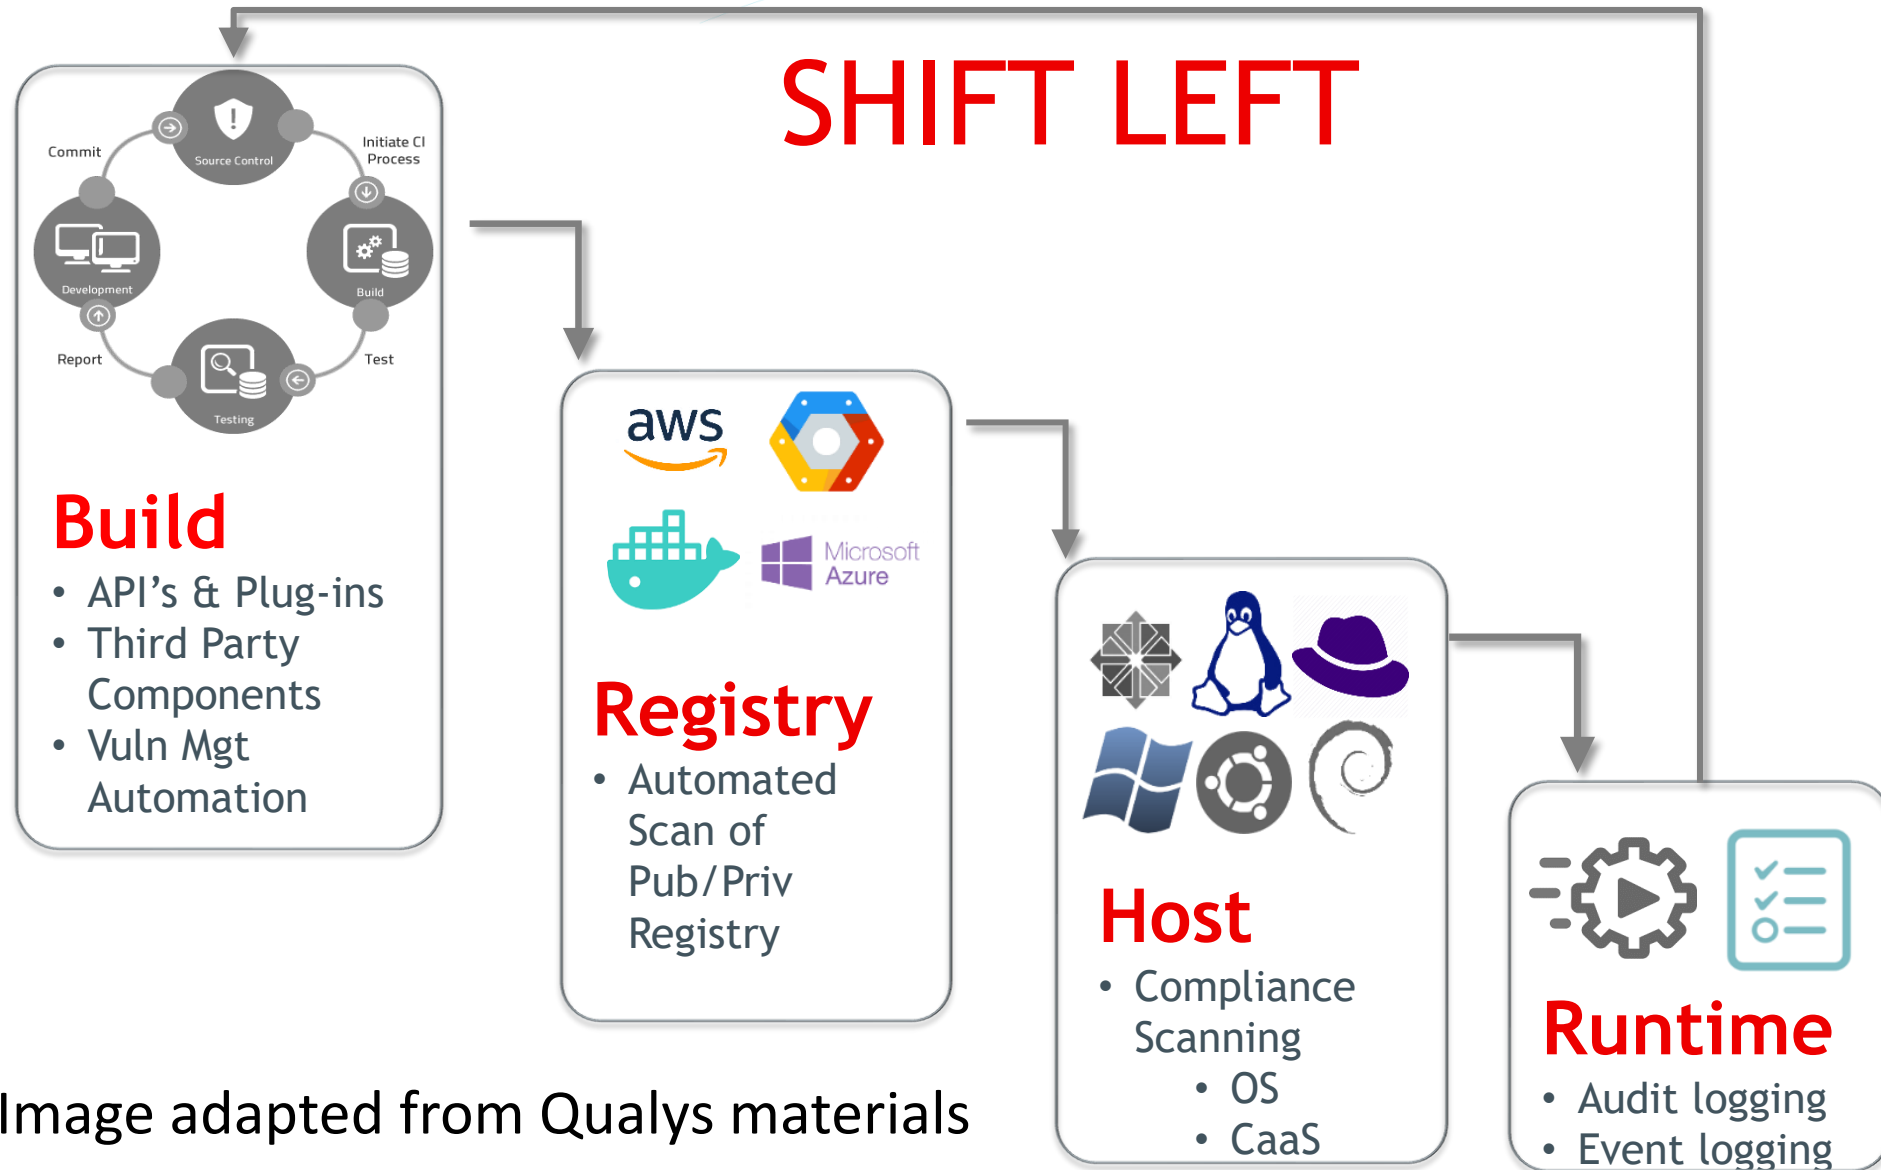 SHIFT LEFT
Source Control
Commit
Initiate CI
Process
Development
Build
Report
Test
Testing
Build
• API’s & Plug-ins
• Third Party
Components
• Vuln Mgt
Automation
aws
Microsoft
Azure
Registry
• Automated
Scan of
Pub/Priv
Registry
Host
• Compliance
Scanning
• OS
• CaaS
Runtime
• Audit logging
• Event logging
Image adapted from Qualys materials